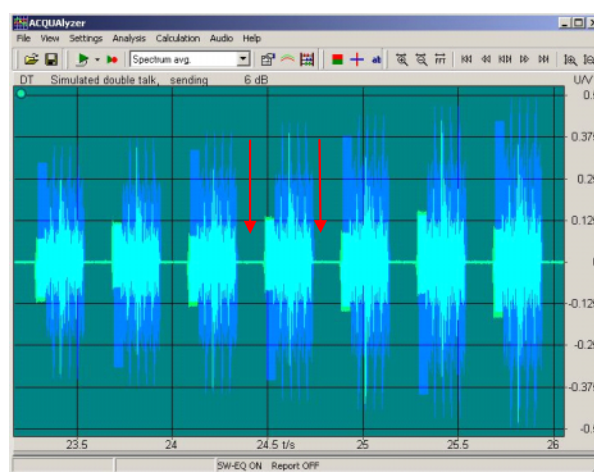 ACQUAlyzer
File View Settings Analysis Calculation Audio Help
Spectrum avg.
DT Simulated double talk, sending 6 dB U/V
0.375
0.25
0.125
0
-0.125
-0.25
-0.375
-0.5
23.5 24 24.5 t/s 25 25.5 26
SW-EQ ON Report OFF